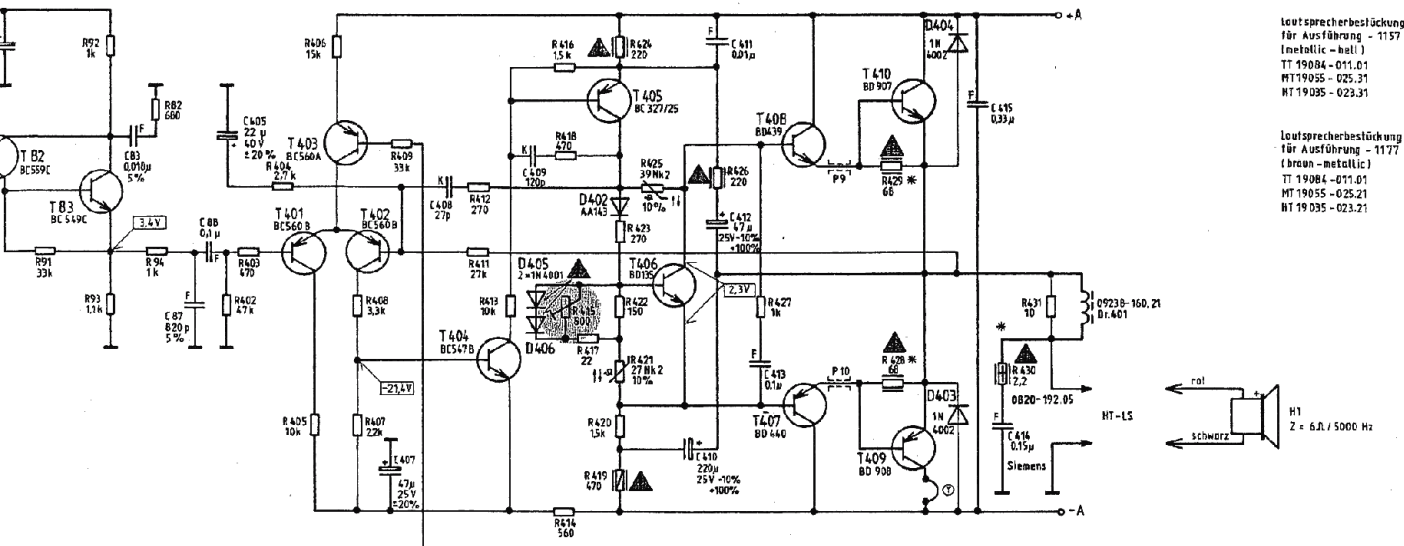 R92
1k
R82
680
T 82
BC559C
C83
0,018µ
5%
F
T83
BC 549C
3,4V
R91
33k
R94
1k
R93
1,1k
C87
820p
5%
F
C88
0,1µ
F
R402
47k
R403
470
C405
22 µ
40V
±20%
R404
2,7k
R406
15k
T403
BC560A
R409
33k
T401
BC560B
T402
BC560B
R408
3,3k
-21,4V
R405
10k
R407
2,2k
C407
47µ
25V
±20%
K
C408
27p
R412
270
R411
27k
T404
BC547B
R413
10k
R414
560
R416
1,5k
R424
220
T405
BC 327/25
R418
470
K
C409
120p
R425
39Nk2
10%
D402
AA143
R423
270
D405
2×1N4001
D406
R417
22
R422
150
R421
27Nk2
10%
R420
1,5k
R419
470
C410
220µ
25V -10%
+100%
T406
BD135
2,3V
F
C411
0,01µ
R426
220
C412
47µ
25V-10%
+100%
R427
1k
F
C413
0,1µ
T408
BD439
P9
R429 *
68
T410
BD 907
D404
1N
4002
F
C415
0,33µ
T407
BD 440
P10
R428 *
68
T409
BD 908
D403
1N
4002
+A
-A
R431
10
09238-160.21
Dr.401
*
R430
2,2
0820-192.05
F
C414
0,15µ
Siemens
HT-LS
rot
schwarz
+
H1
Z = 6Ω / 5000 Hz
Lautsprecherbestückung
für Ausführung - 1157
(metallic - hell)
TT 19084-011.01
MT 19055-025.31
HT 19035-023.31
Lautsprecherbestückung
für Ausführung - 1177
(braun-metallic)
TT 19084-011.01
MT 19055-025.21
HT 19035-023.21